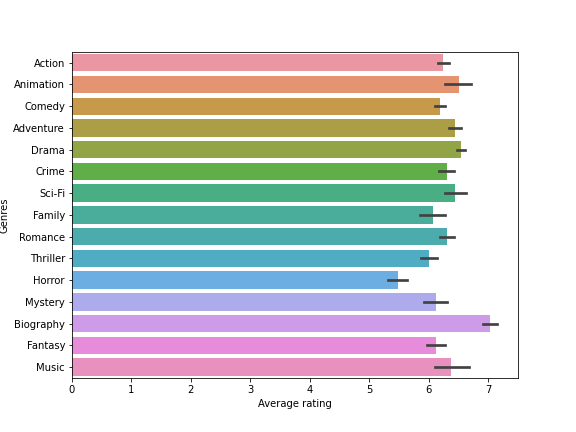 Genres
Action
Animation
Comedy
Adventure
Drama
Crime
Sci-Fi
Family
Romance
Thriller
Horror
Mystery
Biography
Fantasy
Music
0 1 2 3 4 5 6 7
Average rating